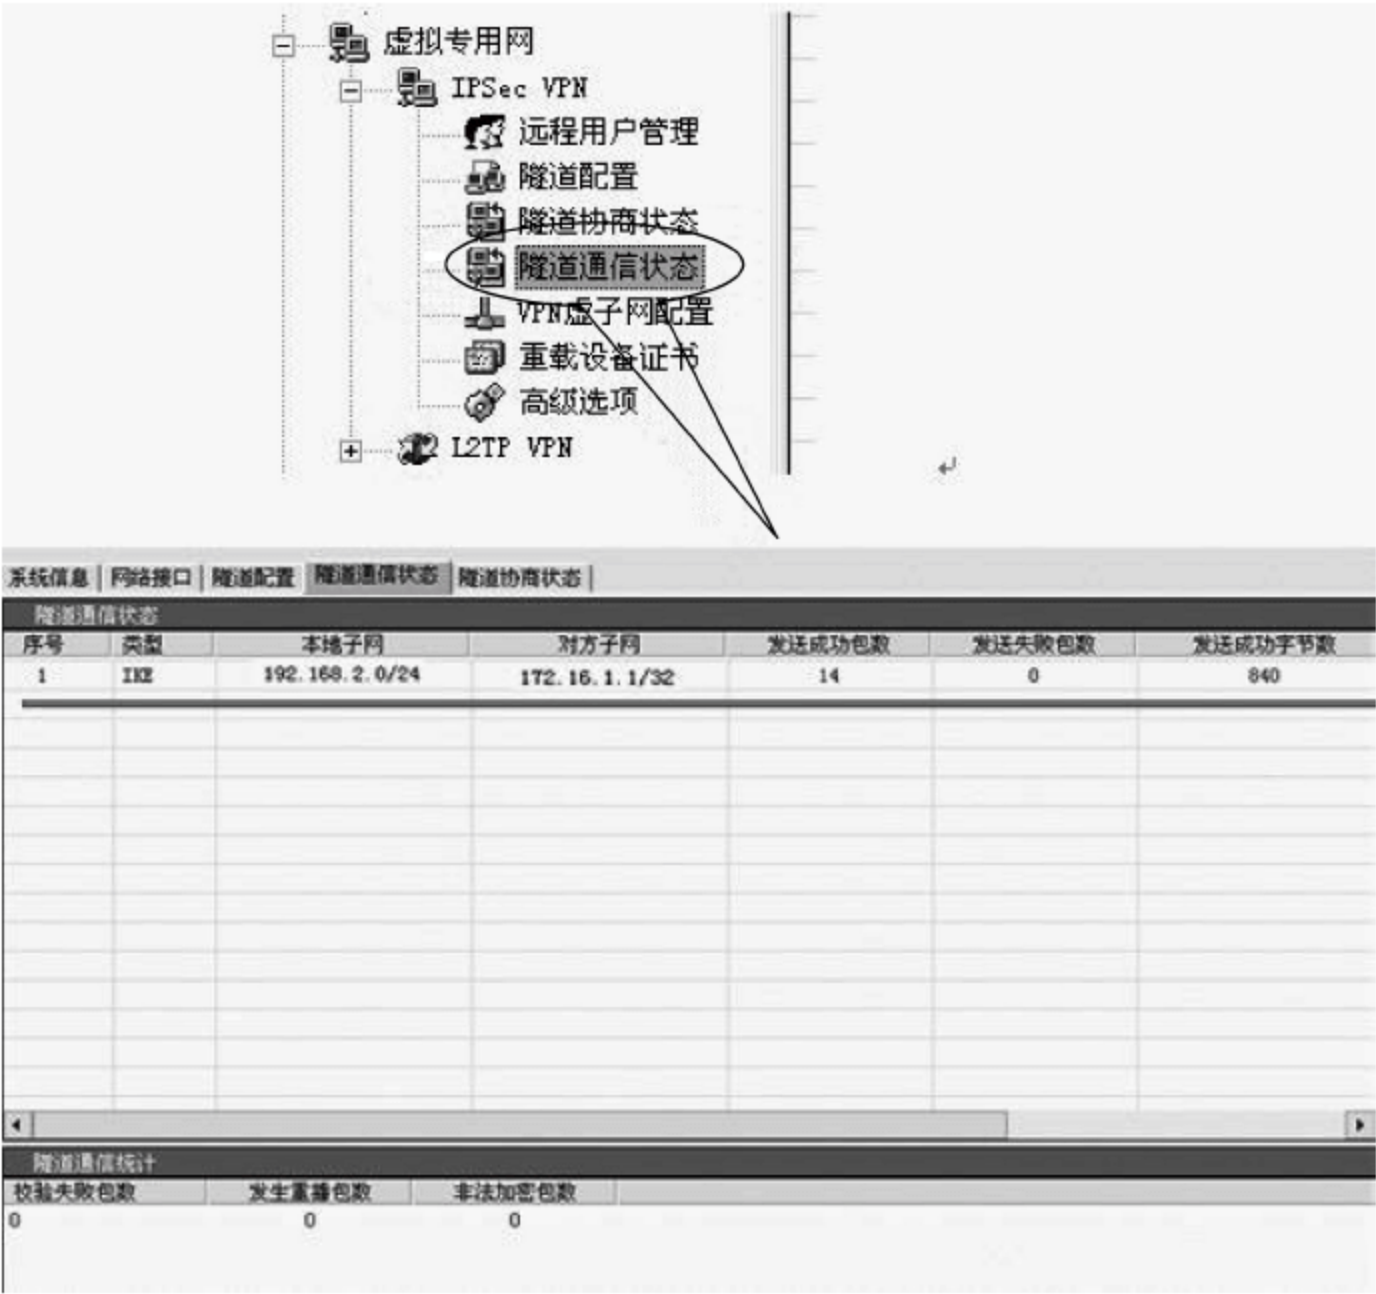 虚拟专用网
IPSec VPN
远程用户管理
隧道配置
隧道协商状态
隧道通信状态
VPN虚子网配置
重载设备证书
高级选项
L2TP VPN
系统信息 网络接口 隧道配置 隧道通信状态 隧道协商状态
隧道通信状态
序号 类型 本地子网 对方子网 发送成功包数 发送失败包数 发送成功字节数
1 IKE 192.168.2.0/24 172.16.1.1/32 14 0 840
隧道通信统计
校验失败包数 发生重播包数 非法加密包数
0 0 0